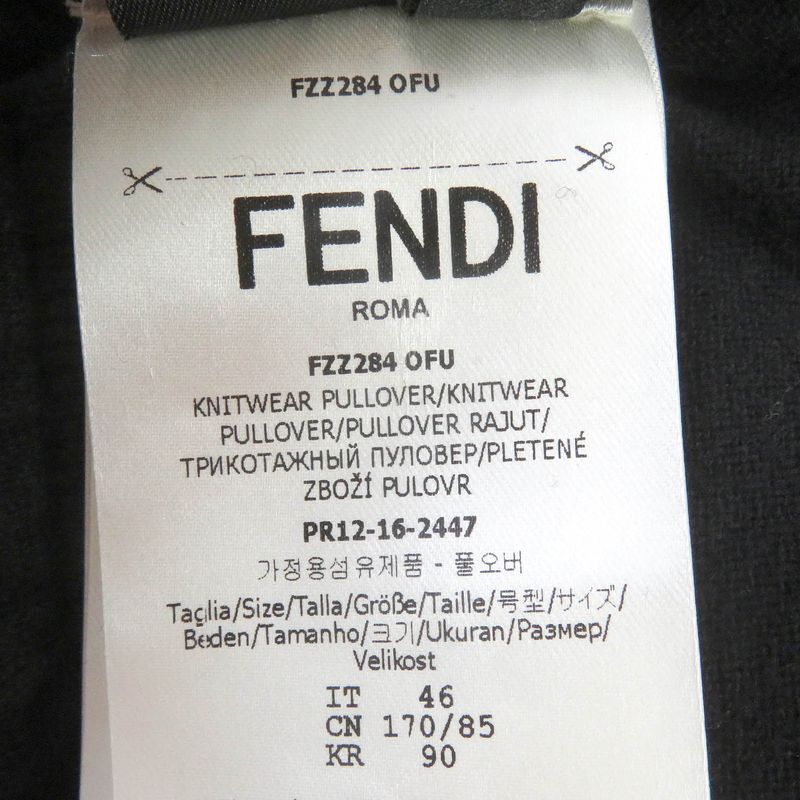 FZZ284 OFU
FENDI
ROMA
FZZ284 OFU
KNITWEAR PULLOVER/KNITWEAR
PULLOVER/PULLOVER RAJUT/
ТРИКОТАЖНЫЙ ПУЛОВЕР/PLETENÉ
ZBOŽÍ PULOVR
PR12-16-2447
가정용섬유제품 - 풀오버
Taglia/Size/Talla/Größe/Taille/号型/サイズ/
Beden/Tamanho/크기/Ukuran/Размер/
Velikost
IT 46
CN 170/85
KR 90